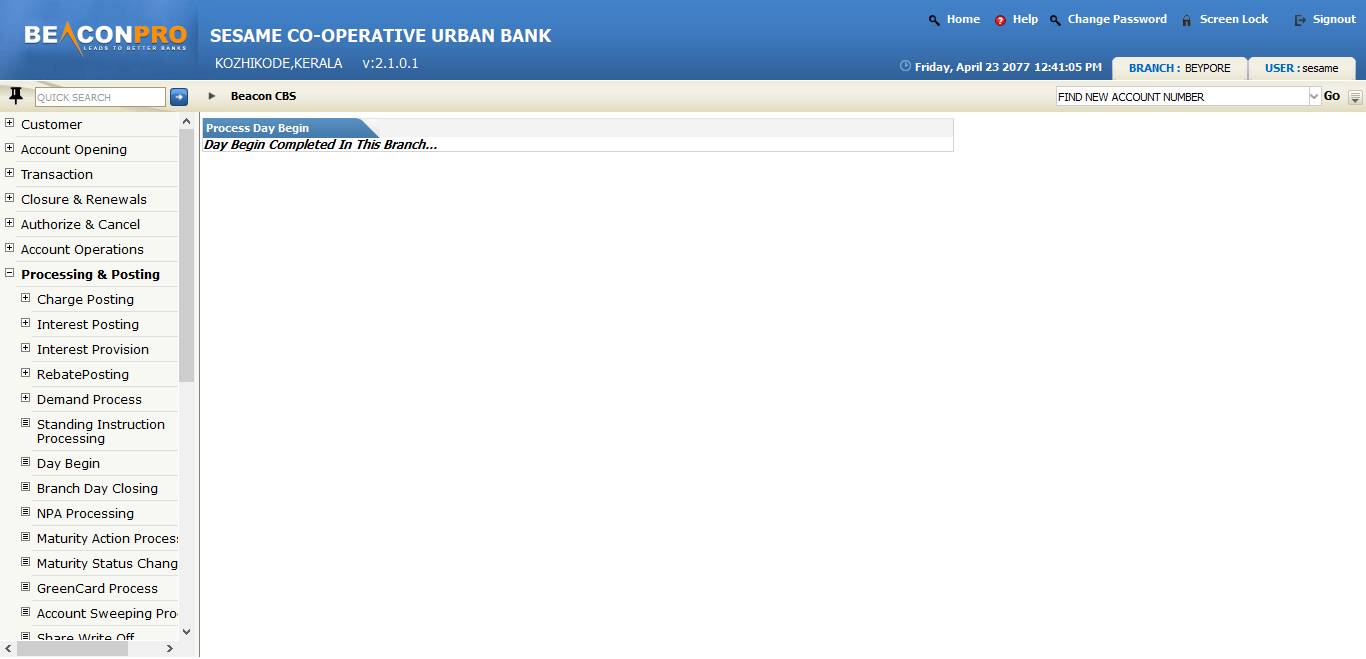 BEACONPRO
LEADS TO BETTER BANKS
SESAME CO-OPERATIVE URBAN BANK
KOZHIKODE,KERALA v:2.1.0.1
Home Help Change Password Screen Lock Signout
Friday, April 23 2077 12:41:05 PM BRANCH : BEYPORE USER : sesame
QUICK SEARCH
Beacon CBS
FIND NEW ACCOUNT NUMBER Go
Customer
Account Opening
Transaction
Closure & Renewals
Authorize & Cancel
Account Operations
Processing & Posting
Charge Posting
Interest Posting
Interest Provision
RebatePosting
Demand Process
Standing Instruction
Processing
Day Begin
Branch Day Closing
NPA Processing
Maturity Action Proces
Maturity Status Chang
GreenCard Process
Account Sweeping Pro
Share Write Off
Process Day Begin
Day Begin Completed In This Branch...